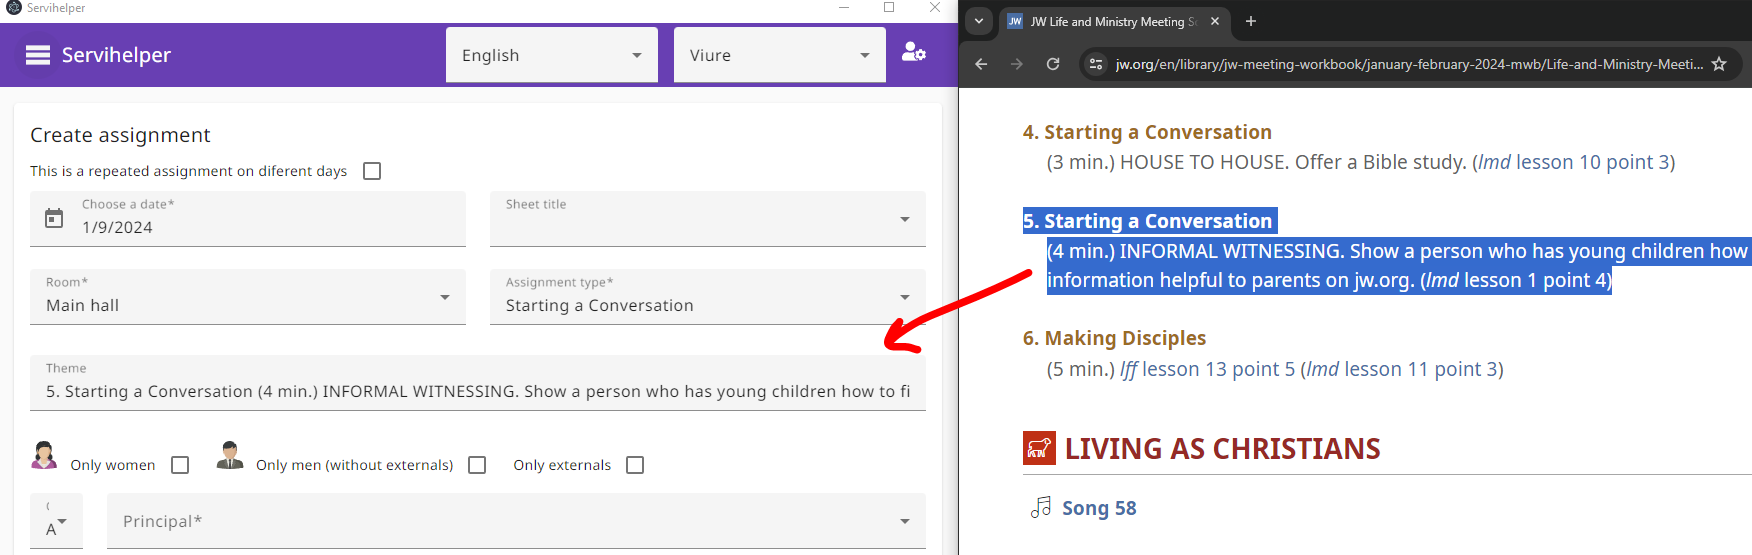 Servihelper
Servihelper
English
Viure
Create assignment
This is a repeated assignment on diferent days
Choose a date*
1/9/2024
Sheet title
Room*
Main hall
Assignment type*
Starting a Conversation
Theme
5. Starting a Conversation (4 min.) INFORMAL WITNESSING. Show a person who has young children how to fi
Only women
Only men (without externals)
Only externals
A
Principal*
JW
JW Life and Ministry Meeting Sc
jw.org/en/library/jw-meeting-workbook/january-february-2024-mwb/Life-and-Ministry-Meeti...
4. Starting a Conversation
(3 min.) HOUSE TO HOUSE. Offer a Bible study. (lmd lesson 10 point 3)
5. Starting a Conversation
(4 min.) INFORMAL WITNESSING. Show a person who has young children how
information helpful to parents on jw.org. (lmd lesson 1 point 4)
6. Making Disciples
(5 min.) lff lesson 13 point 5 (lmd lesson 11 point 3)
LIVING AS CHRISTIANS
Song 58